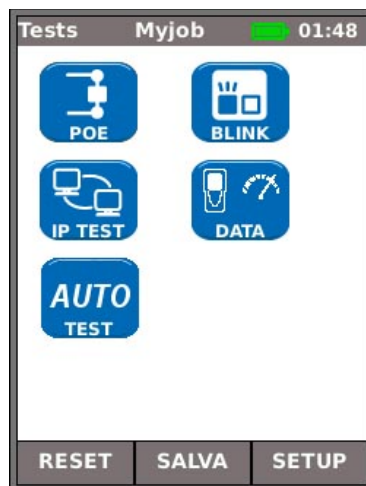 Tests Myjob 01:48
POE BLINK
IP TEST DATA
AUTO
TEST
RESET SALVA SETUP